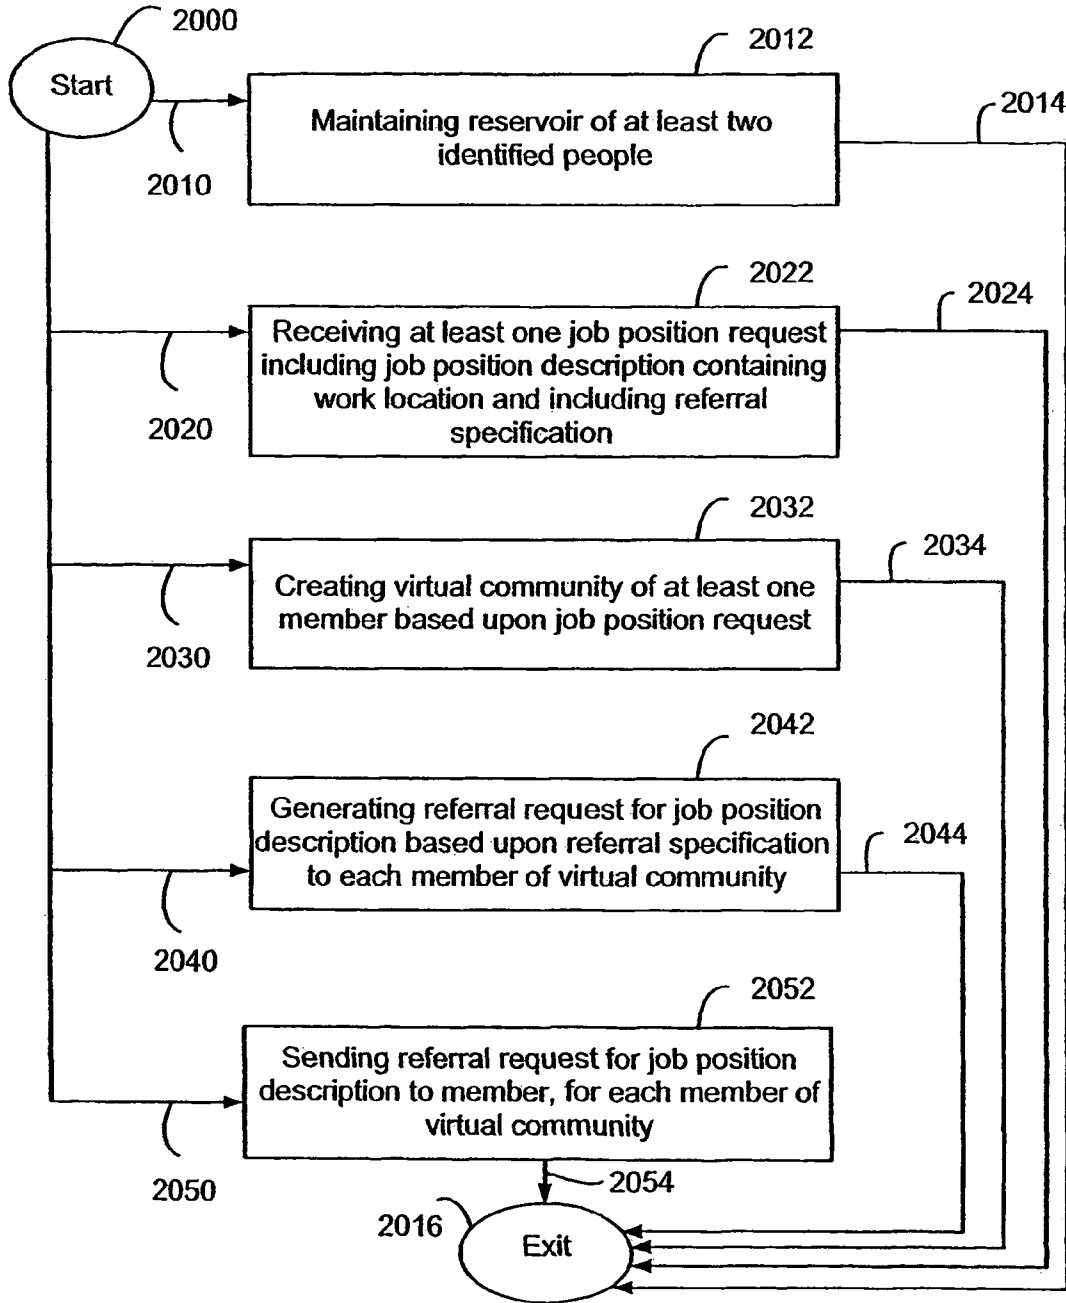 2000
Start
2012
Maintaining reservoir of at least two
identified people
2014
2010
2022
Receiving at least one job position request
including job position description containing
work location and including referral
specification
2024
2020
2032
Creating virtual community of at least one
member based upon job position request
2034
2030
2042
Generating referral request for job position
description based upon referral specification
to each member of virtual community
2044
2040
2052
Sending referral request for job position
description to member, for each member of
virtual community
2050
2054
2016
Exit